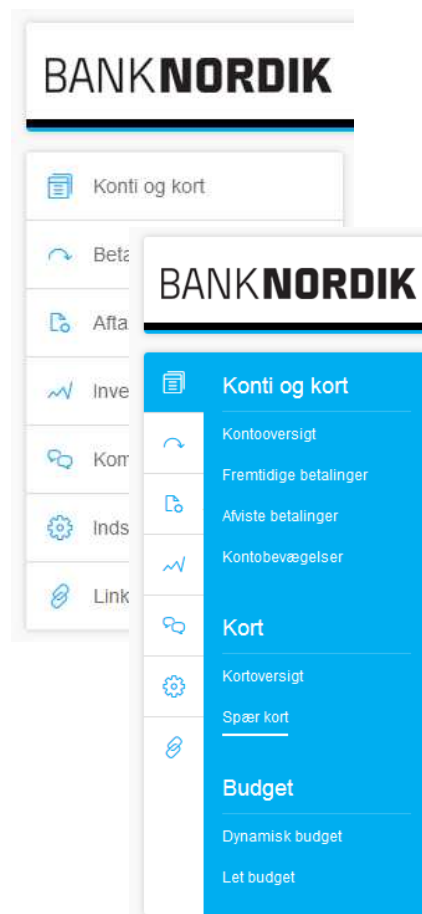 BANKNORDIK
Konti og kort
Beta
Afta
Inve
Kom
Inds
Link
BANKNORDIK
Konti og kort
Kontooversigt
Fremtidige betalinger
Afviste betalinger
Kontobevægelser
Kort
Kortoversigt
Spær kort
Budget
Dynamisk budget
Let budget